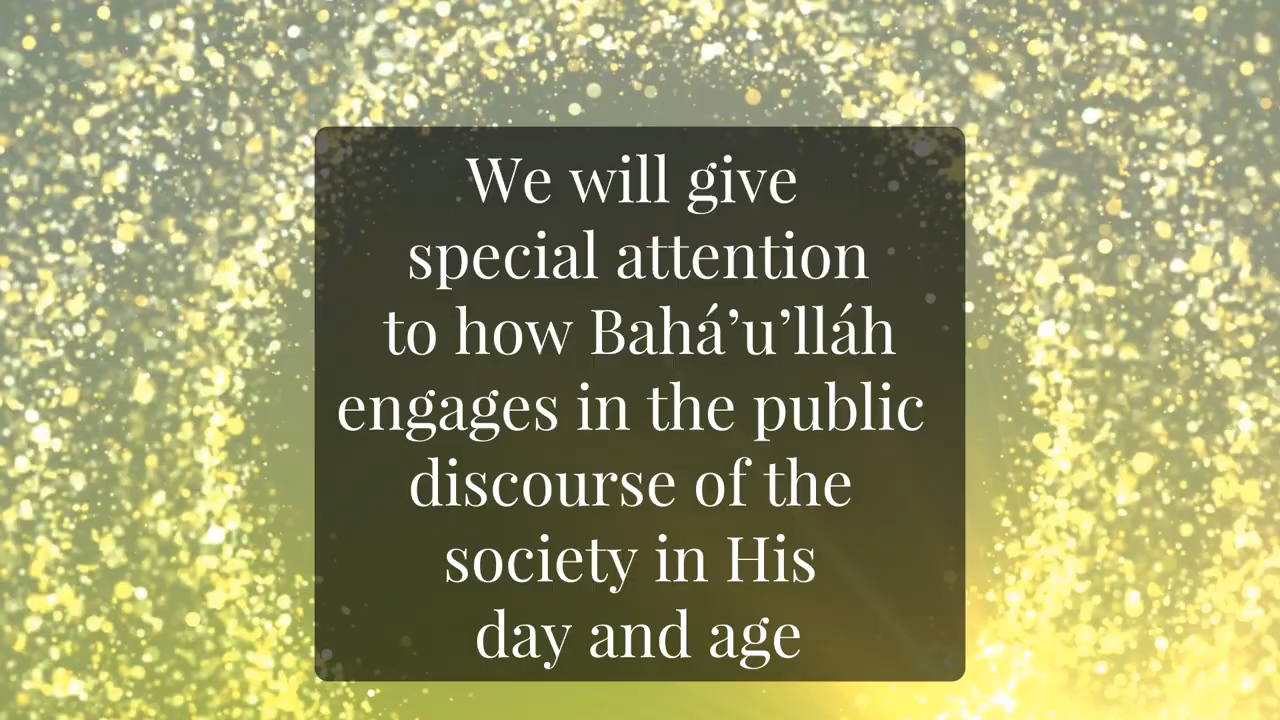 We will give
special attention
to how Bahá’u’lláh
engages in the public
discourse of the
society in His
day and age